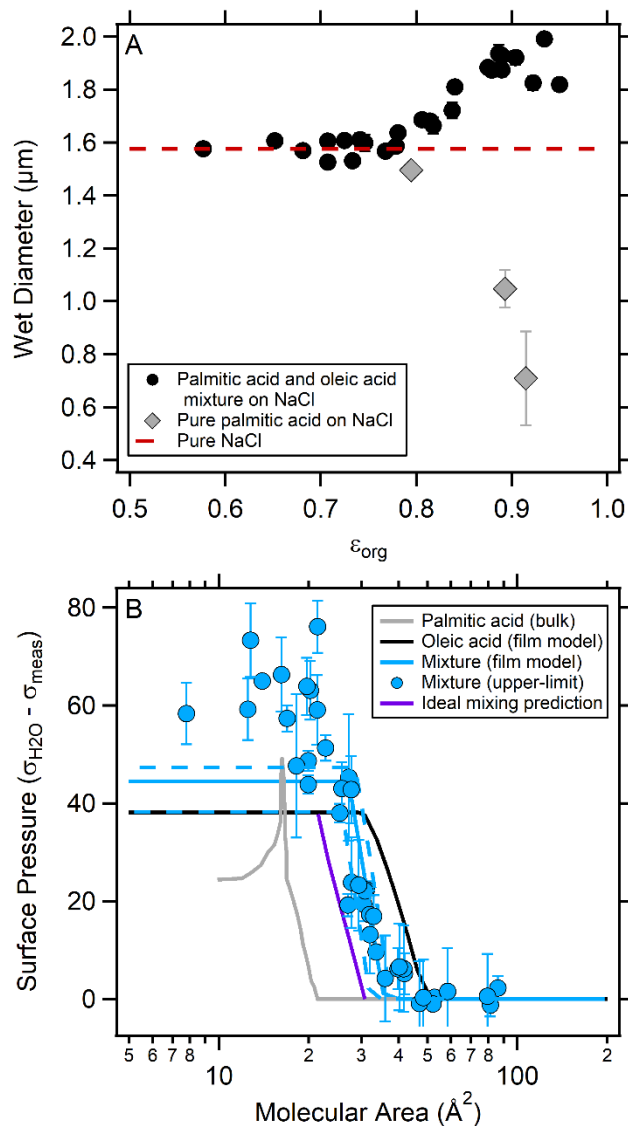 A
Wet Diameter (µm)
2.0
1.8
1.6
1.4
1.2
1.0
0.8
0.6
0.4
Palmitic acid and oleic acid
mixture on NaCl
Pure palmitic acid on NaCl
Pure NaCl
0.5 0.6 0.7 0.8 0.9 1.0
εorg
B
Surface Pressure (σH2O - σmeas)
80
60
40
20
0
Palmitic acid (bulk)
Oleic acid (film model)
Mixture (film model)
Mixture (upper-limit)
Ideal mixing prediction
5 6 7 8 10 2 3 4 5 6 7 8 100 2
Molecular Area (Å2)